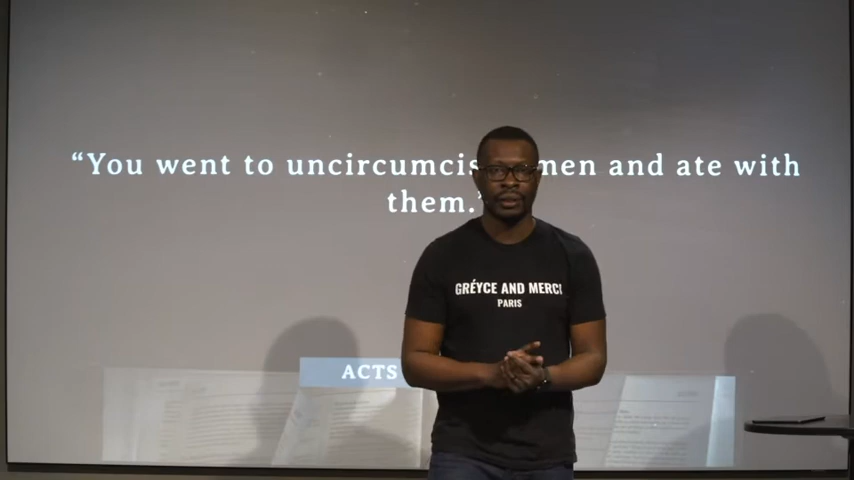 “You went to uncircumcis men and ate with
them.”
GRÉYCE AND MERCI
PARIS
ACTS